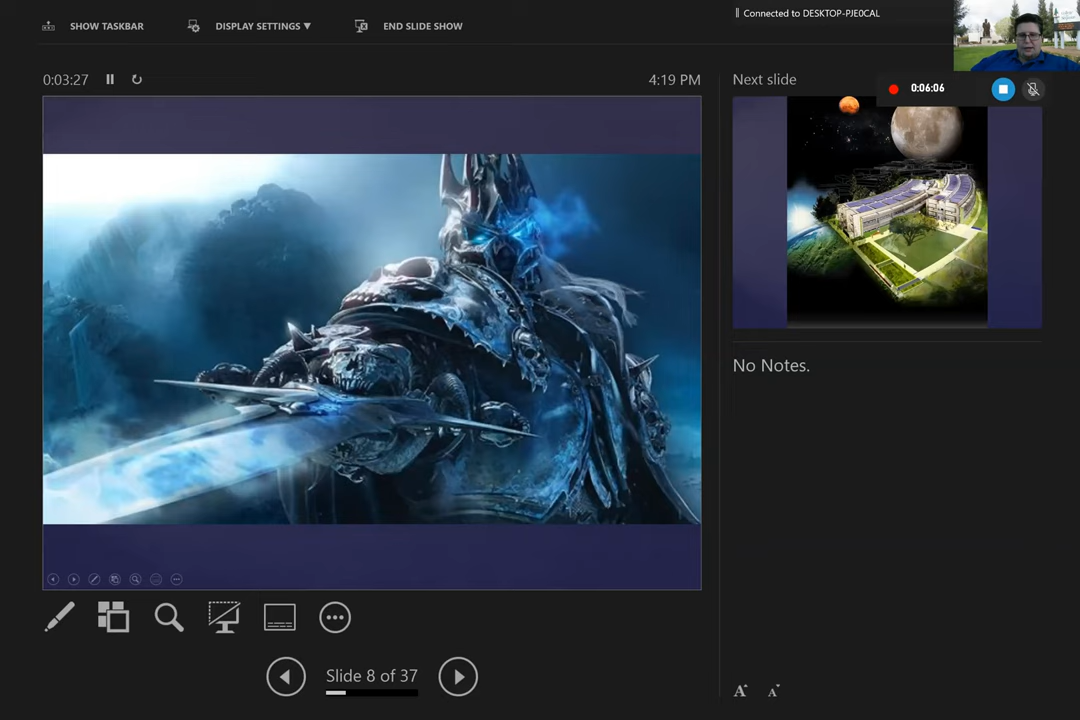 SHOW TASKBAR
DISPLAY SETTINGS ▼
END SLIDE SHOW
Connected to DESKTOP-PJE0CAL
0:03:27
4:19 PM
Next slide
0:06:06
No Notes.
Slide 8 of 37
A A